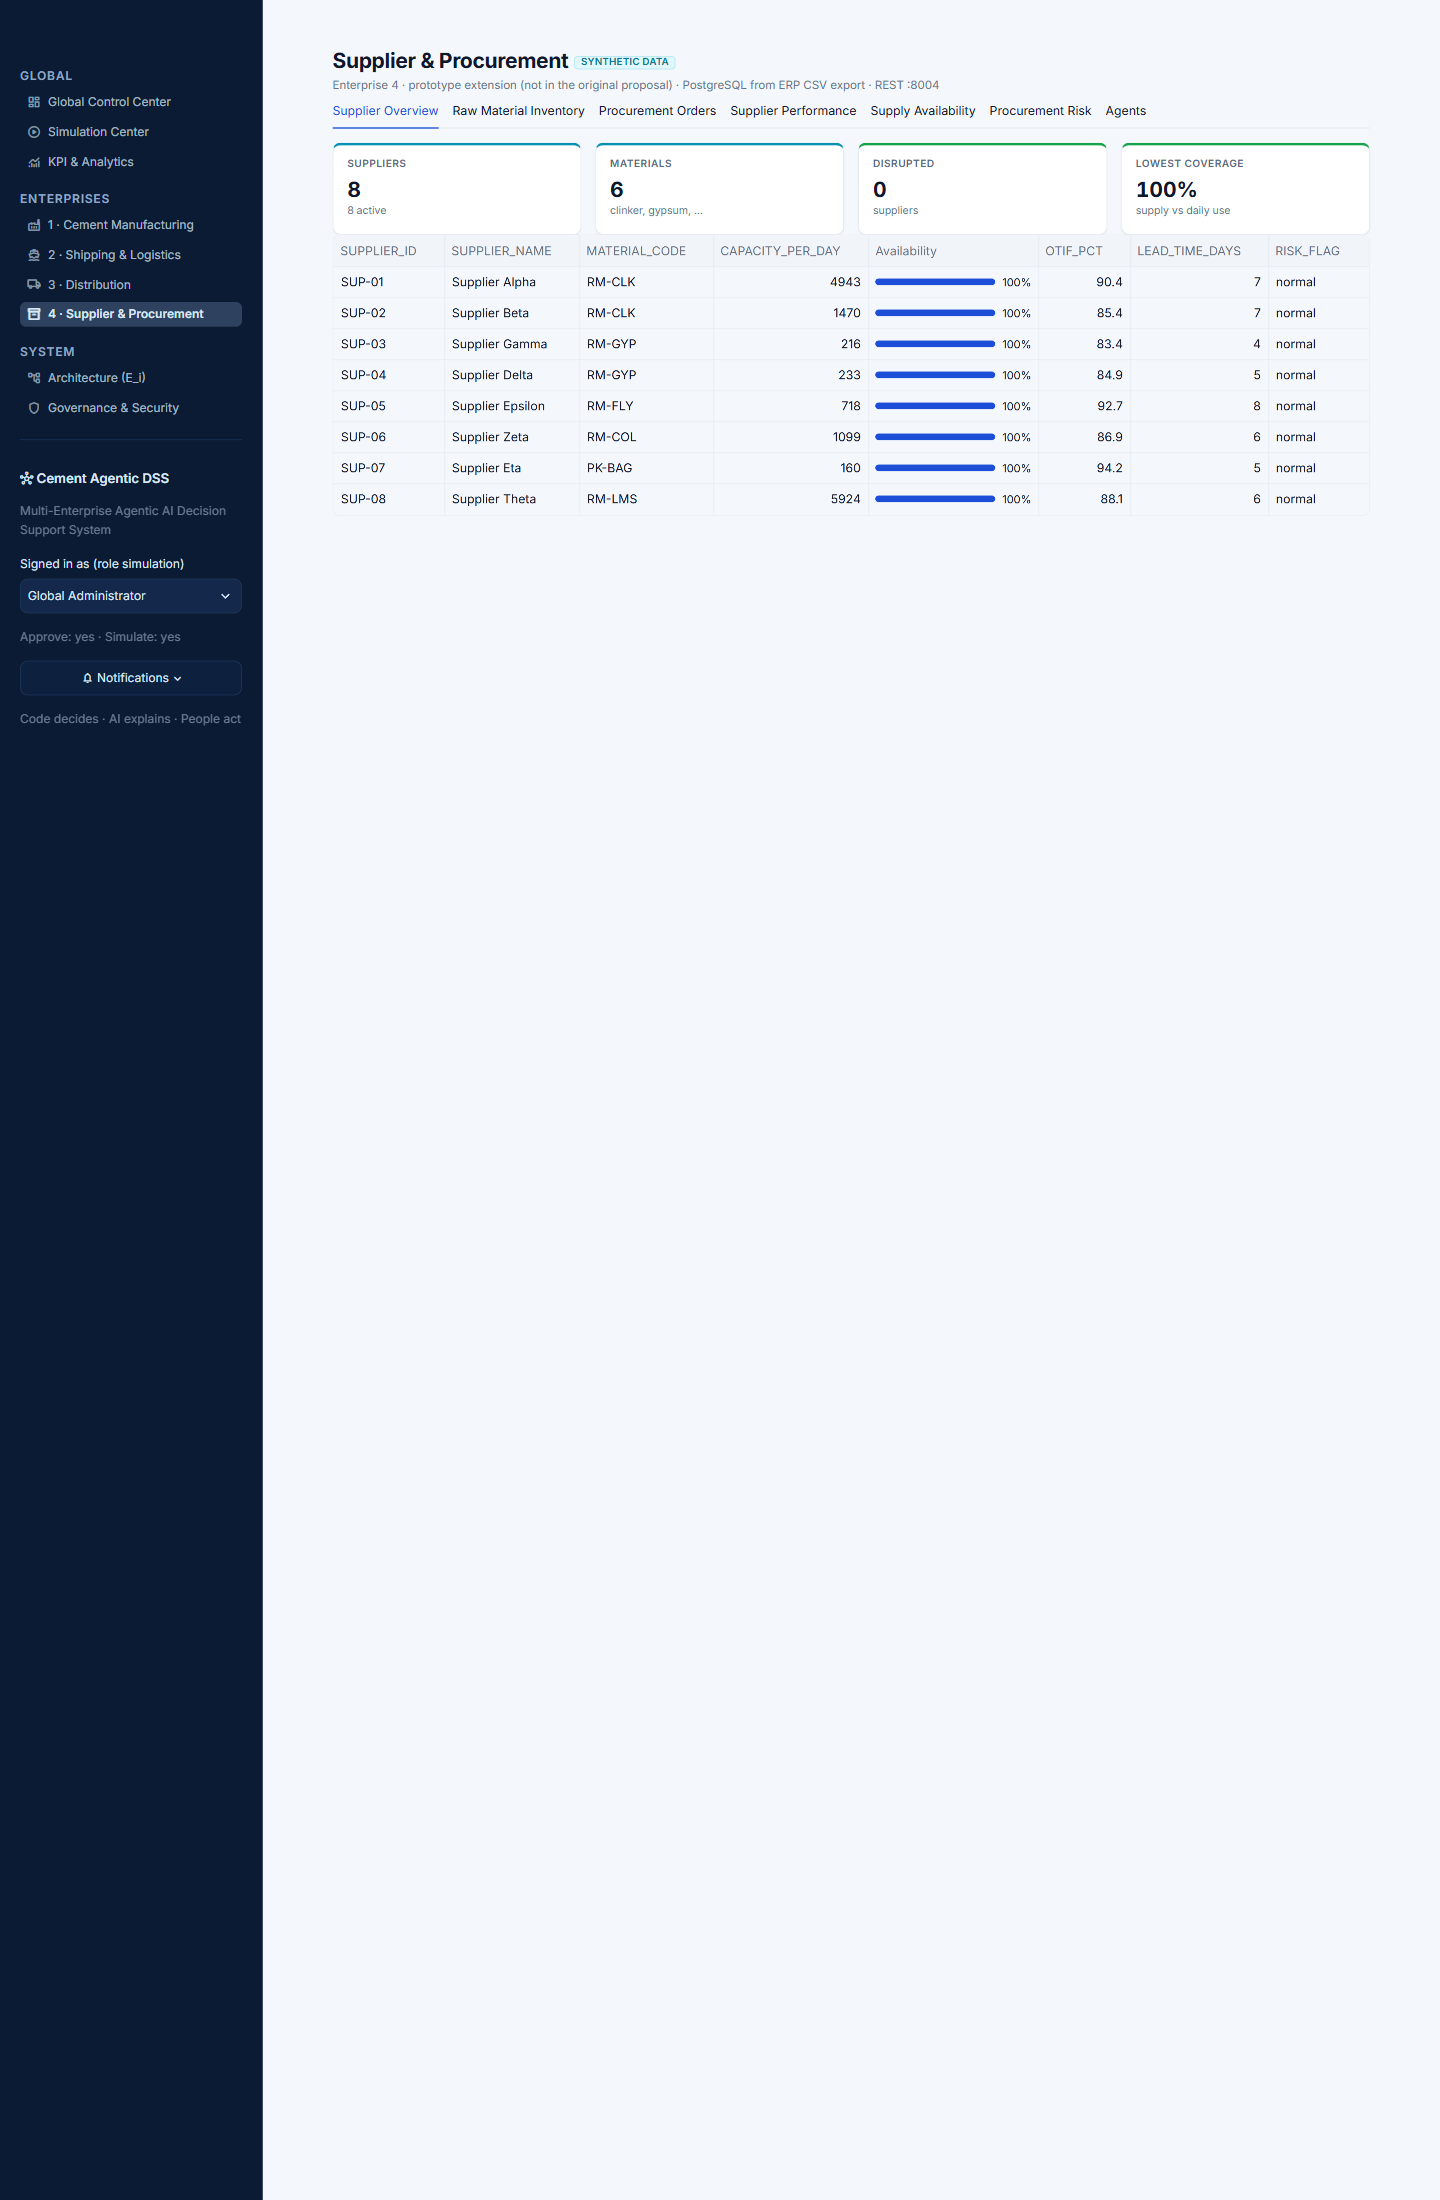 GLOBAL
Global Control Center
Simulation Center
KPI & Analytics
ENTERPRISES
1 · Cement Manufacturing
2 · Shipping & Logistics
3 · Distribution
4 · Supplier & Procurement
SYSTEM
Architecture (E_i)
Governance & Security
Cement Agentic DSS
Multi-Enterprise Agentic AI Decision
Support System
Signed in as (role simulation)
Global Administrator
Approve: yes · Simulate: yes
Notifications
Code decides · AI explains · People act
Supplier & Procurement SYNTHETIC DATA
Enterprise 4 · prototype extension (not in the original proposal) · PostgreSQL from ERP CSV export · REST :8004
Supplier Overview Raw Material Inventory Procurement Orders Supplier Performance Supply Availability Procurement Risk Agents
SUPPLIERS
8
8 active
MATERIALS
6
clinker, gypsum, ...
DISRUPTED
0
suppliers
LOWEST COVERAGE
100%
supply vs daily use
SUPPLIER_ID SUPPLIER_NAME MATERIAL_CODE CAPACITY_PER_DAY Availability OTIF_PCT LEAD_TIME_DAYS RISK_FLAG
SUP-01 Supplier Alpha RM-CLK 4943 100% 90.4 7 normal
SUP-02 Supplier Beta RM-CLK 1470 100% 85.4 7 normal
SUP-03 Supplier Gamma RM-GYP 216 100% 83.4 4 normal
SUP-04 Supplier Delta RM-GYP 233 100% 84.9 5 normal
SUP-05 Supplier Epsilon RM-FLY 718 100% 92.7 8 normal
SUP-06 Supplier Zeta RM-COL 1099 100% 86.9 6 normal
SUP-07 Supplier Eta PK-BAG 160 100% 94.2 5 normal
SUP-08 Supplier Theta RM-LMS 5924 100% 88.1 6 normal